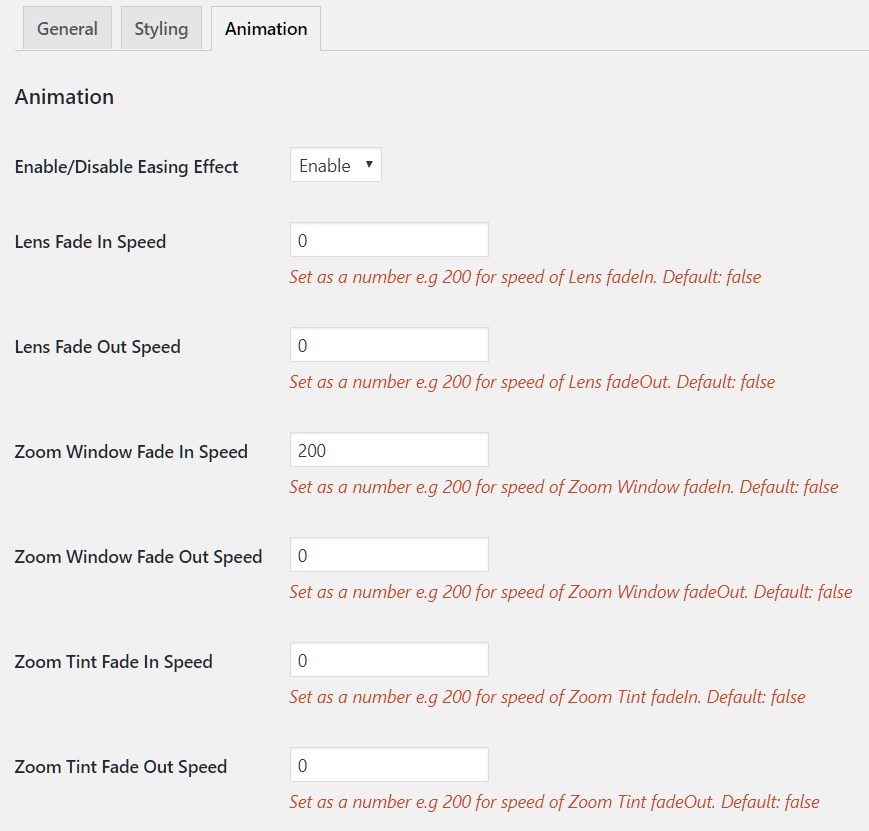 General Styling Animation
Animation
Enable/Disable Easing Effect Enable
Lens Fade In Speed 0
Set as a number e.g 200 for speed of Lens fadeIn. Default: false
Lens Fade Out Speed 0
Set as a number e.g 200 for speed of Lens fadeOut. Default: false
Zoom Window Fade In Speed 200
Set as a number e.g 200 for speed of Zoom Window fadeIn. Default: false
Zoom Window Fade Out Speed 0
Set as a number e.g 200 for speed of Zoom Window fadeOut. Default: false
Zoom Tint Fade In Speed 0
Set as a number e.g 200 for speed of Zoom Tint fadeIn. Default: false
Zoom Tint Fade Out Speed 0
Set as a number e.g 200 for speed of Zoom Tint fadeOut. Default: false